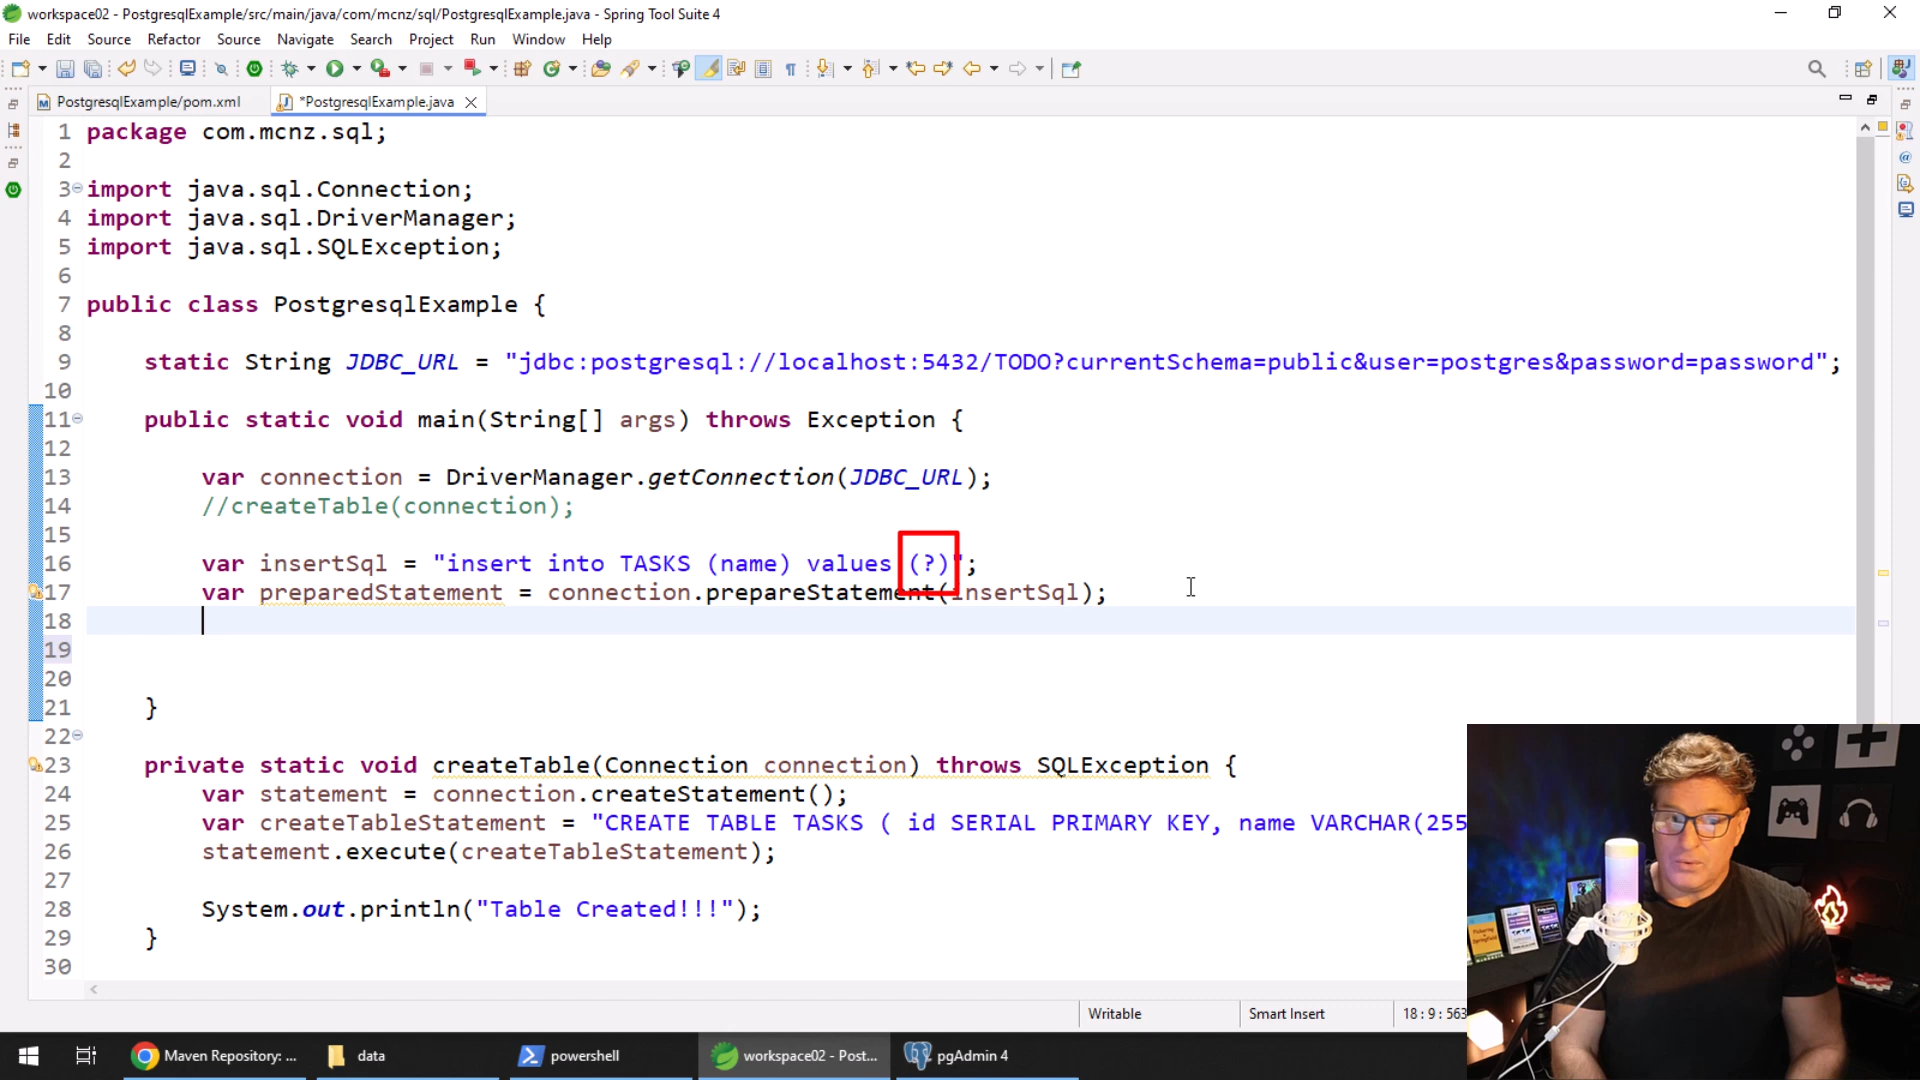 workspace02 - PostgresqlExample/src/main/java/com/mcnz/sql/PostgresqlExample.java - Spring Tool Suite 4
File Edit Source Refactor Source Navigate Search Project Run Window Help
PostgresqlExample/pom.xml *PostgresqlExample.java
1 package com.mcnz.sql;
2
3 import java.sql.Connection;
4 import java.sql.DriverManager;
5 import java.sql.SQLException;
6
7 public class PostgresqlExample {
8
9 static String JDBC_URL = "jdbc:postgresql://localhost:5432/TODO?currentSchema=public&user=postgres&password=password";
10
11 public static void main(String[] args) throws Exception {
12
13 var connection = DriverManager.getConnection(JDBC_URL);
14 //createTable(connection);
15
16 var insertSql = "insert into TASKS (name) values (?)";
17 var preparedStatement = connection.prepareStatement(insertSql);
18
19
20
21 }
22
23 private static void createTable(Connection connection) throws SQLException {
24 var statement = connection.createStatement();
25 var createTableStatement = "CREATE TABLE TASKS ( id SERIAL PRIMARY KEY, name VARCHAR(255
26 statement.execute(createTableStatement);
27
28 System.out.println("Table Created!!!");
29 }
30
Writable Smart Insert 18 : 9 : 563
Maven Repository: ... data powershell workspace02 - Post... pgAdmin 4